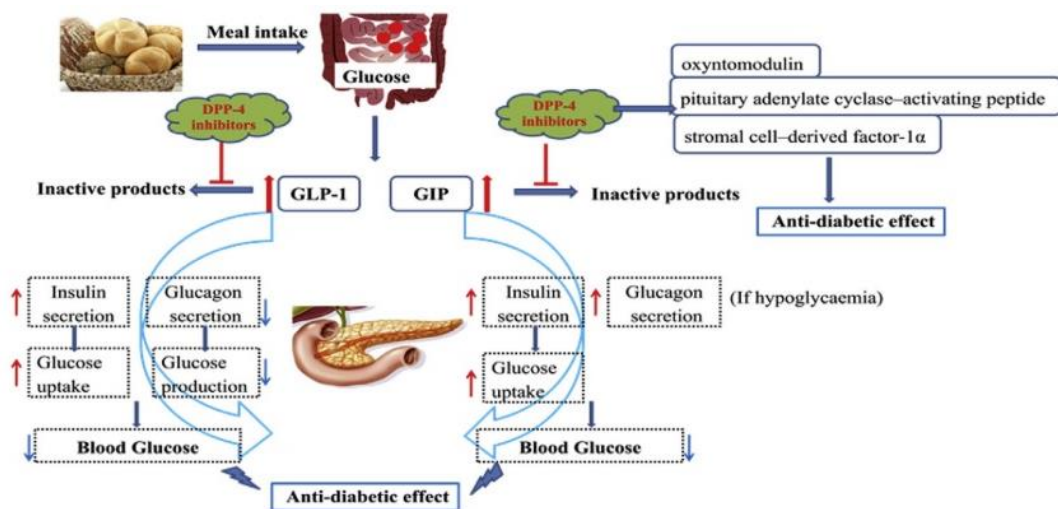 Meal intake
Glucose
DPP-4
inhibitors
DPP-4
inhibitors
oxyntomodulin
pituitary adenylate cyclase–activating peptide
stromal cell–derived factor-1α
Inactive products
GLP-1
GIP
Inactive products
Anti-diabetic effect
Insulin
secretion
Glucagon
secretion
Insulin
secretion
Glucagon
secretion
(If hypoglycaemia)
Glucose
uptake
Glucose
production
Glucose
uptake
Blood Glucose
Blood Glucose
Anti-diabetic effect